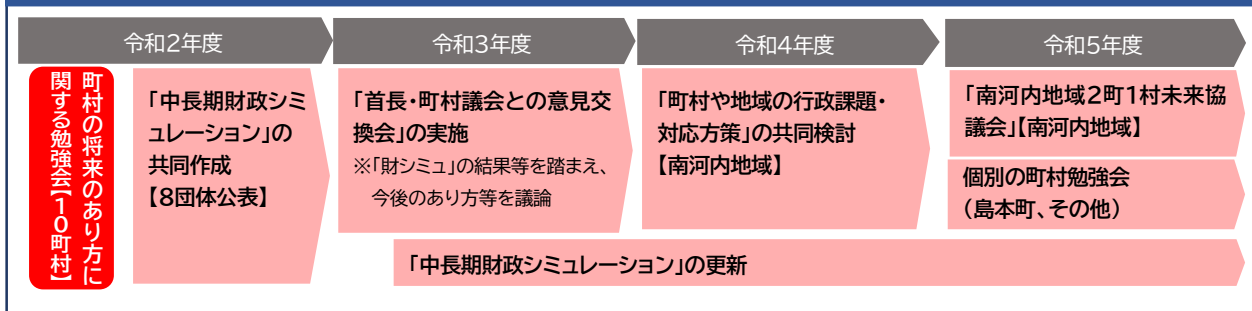 令和2年度
令和3年度
令和4年度
令和5年度
町村の将来のあり方に
関する勉強会【10町村】
「中長期財政シミ
ュレーション」の
共同作成
【8団体公表】
「首長・町村議会との意見交
換会」の実施
※「財シミュ」の結果等を踏まえ、
今後のあり方等を議論
「町村や地域の行政課題・
対応方策」の共同検討
【南河内地域】
「南河内地域2町1村未来協
議会」【南河内地域】
個別の町村勉強会
（島本町、その他）
「中長期財政シミュレーション」の更新